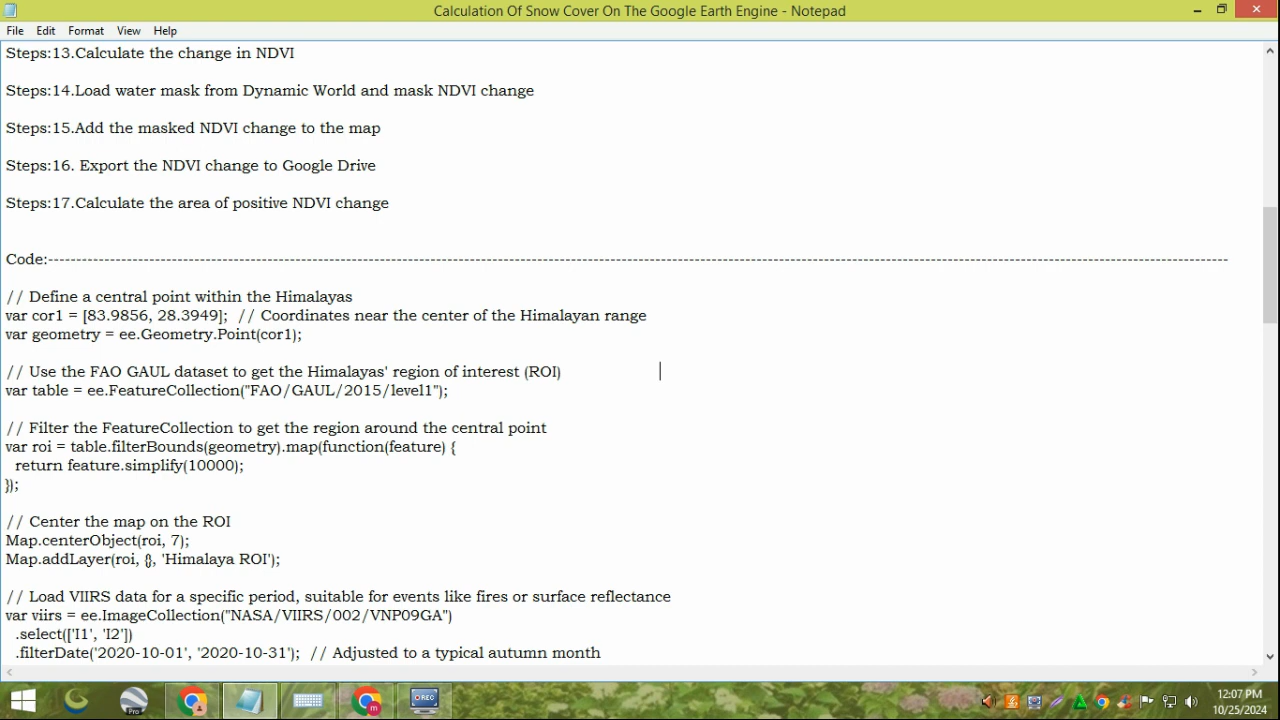 Calculation Of Snow Cover On The Google Earth Engine - Notepad
File Edit Format View Help
Steps:13.Calculate the change in NDVI
Steps:14.Load water mask from Dynamic World and mask NDVI change
Steps:15.Add the masked NDVI change to the map
Steps:16. Export the NDVI change to Google Drive
Steps:17.Calculate the area of positive NDVI change
Code:--------------------------------------------------------------------------------------------------------------------------------------------------------------
// Define a central point within the Himalayas
var cor1 = [83.9856, 28.3949];  // Coordinates near the center of the Himalayan range
var geometry = ee.Geometry.Point(cor1);
// Use the FAO GAUL dataset to get the Himalayas' region of interest (ROI)
var table = ee.FeatureCollection("FAO/GAUL/2015/level1");
// Filter the FeatureCollection to get the region around the central point
var roi = table.filterBounds(geometry).map(function(feature) {
  return feature.simplify(10000);
});
// Center the map on the ROI
Map.centerObject(roi, 7);
Map.addLayer(roi, {}, 'Himalaya ROI');
// Load VIIRS data for a specific period, suitable for events like fires or surface reflectance
var viirs = ee.ImageCollection("NASA/VIIRS/002/VNP09GA")
  .select(['I1', 'I2'])
  .filterDate('2020-10-01', '2020-10-31');  // Adjusted to a typical autumn month
Pro
m
REC
12:07 PM
10/25/2024